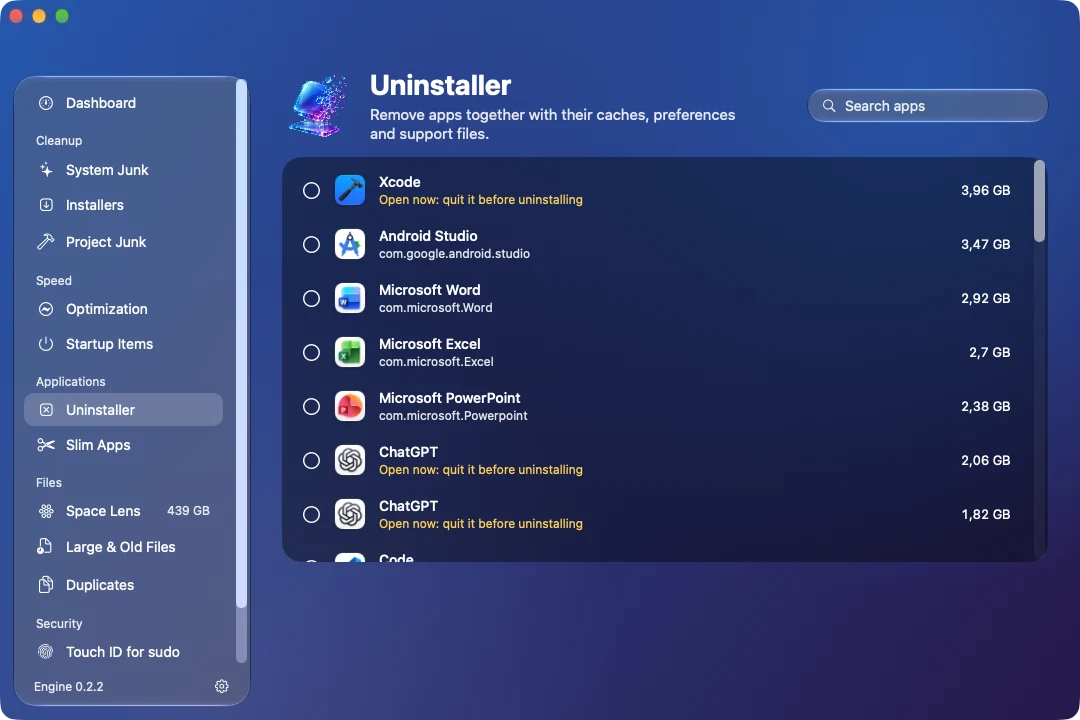 Dashboard
Cleanup
System Junk
Installers
Project Junk
Speed
Optimization
Startup Items
Applications
Uninstaller
Slim Apps
Files
Space Lens 439 GB
Large & Old Files
Duplicates
Security
Touch ID for sudo
Engine 0.2.2
Uninstaller
Remove apps together with their caches, preferences
and support files.
Search apps
Xcode
Open now: quit it before uninstalling
3,96 GB
Android Studio
com.google.android.studio
3,47 GB
Microsoft Word
com.microsoft.Word
2,92 GB
Microsoft Excel
com.microsoft.Excel
2,7 GB
Microsoft PowerPoint
com.microsoft.Powerpoint
2,38 GB
ChatGPT
Open now: quit it before uninstalling
2,06 GB
ChatGPT
Open now: quit it before uninstalling
1,82 GB
Code